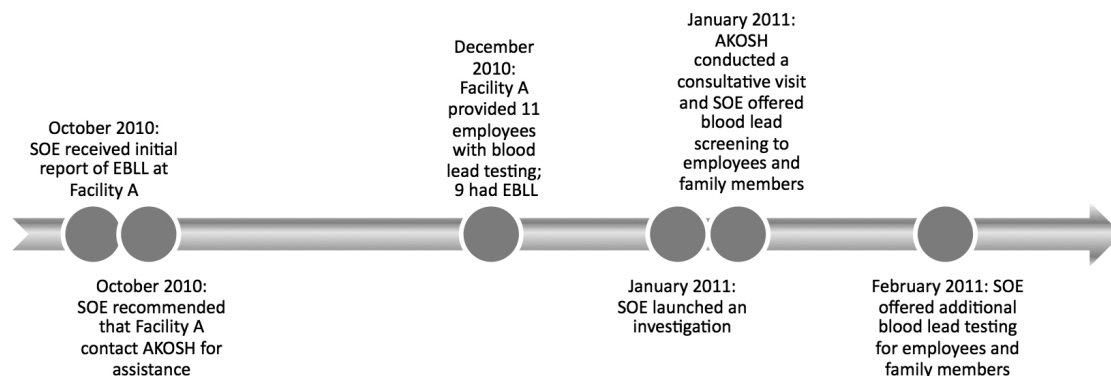 October 2010:
SOE received initial
report of EBLL at
Facility A
October 2010:
SOE recommended
that Facility A
contact AKOSH for
assistance
December
2010:
Facility A
provided 11
employees
with blood
lead testing;
9 had EBLL
January 2011:
SOE launched an
investigation
January 2011:
AKOSH
conducted a
consultative visit
and SOE offered
blood lead
screening to
employees and
family members
February 2011: SOE
offered additional
blood lead testing
for employees and
family members